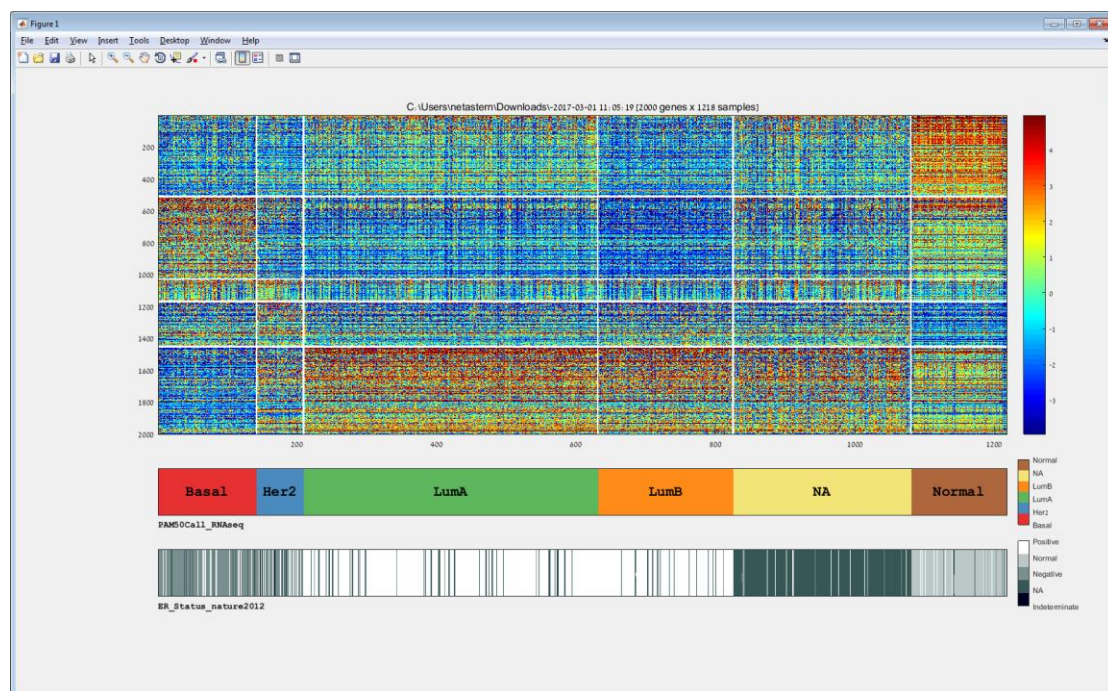 Figure 1
File Edit View Insert Tools Desktop Window Help
C:\Users\netastern\Downloads\-2017-03-01 11:05:19 [2000 genes x 1218 samples]
200
400
600
800
1000
1200
1400
1600
1800
2000
200 400 600 800 1000 1200
4
3
2
1
0
-1
-2
-3
Basal Her2 LumA LumB NA Normal
PAM50Call_RNAseq
Normal
NA
LumB
LumA
Her2
Basal
ER_Status_nature2012
Positive
Normal
Negative
NA
Indeterminate